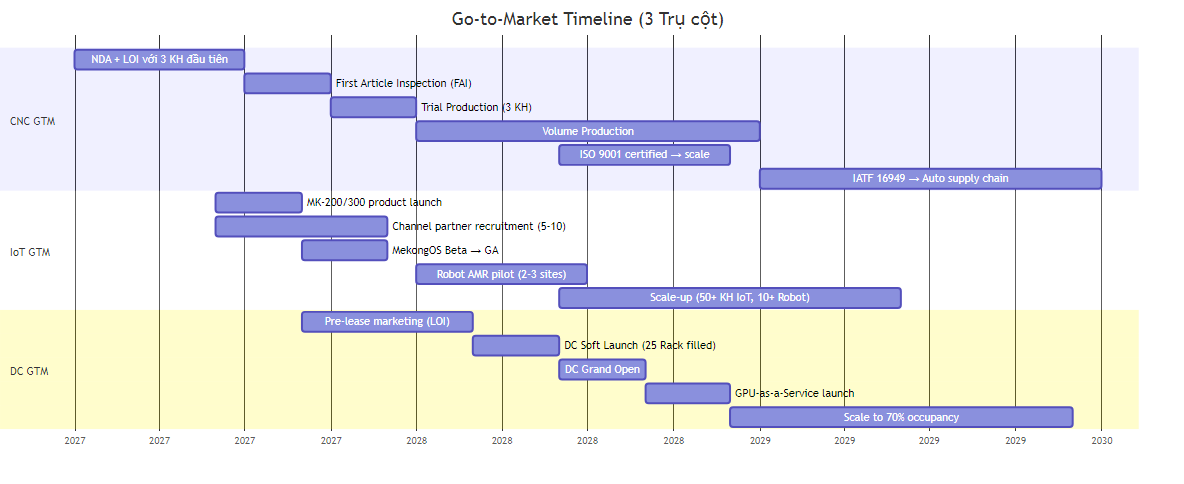 Go-to-Market Timeline (3 Trụ cột)
NDA + LOI với 3 KH đầu tiên
First Article Inspection (FAI)
Trial Production (3 KH)
CNC GTM
Volume Production
ISO 9001 certified → scale
IATF 16949 → Auto supply chain
MK-200/300 product launch
Channel partner recruitment (5-10)
IoT GTM
MekongOS Beta → GA
Robot AMR pilot (2-3 sites)
Scale-up (50+ KH IoT, 10+ Robot)
Pre-lease marketing (LOI)
DC Soft Launch (25 Rack filled)
DC GTM
DC Grand Open
GPU-as-a-Service launch
Scale to 70% occupancy
2027 2027 2027 2027 2028 2028 2028 2028 2029 2029 2029 2029 2030